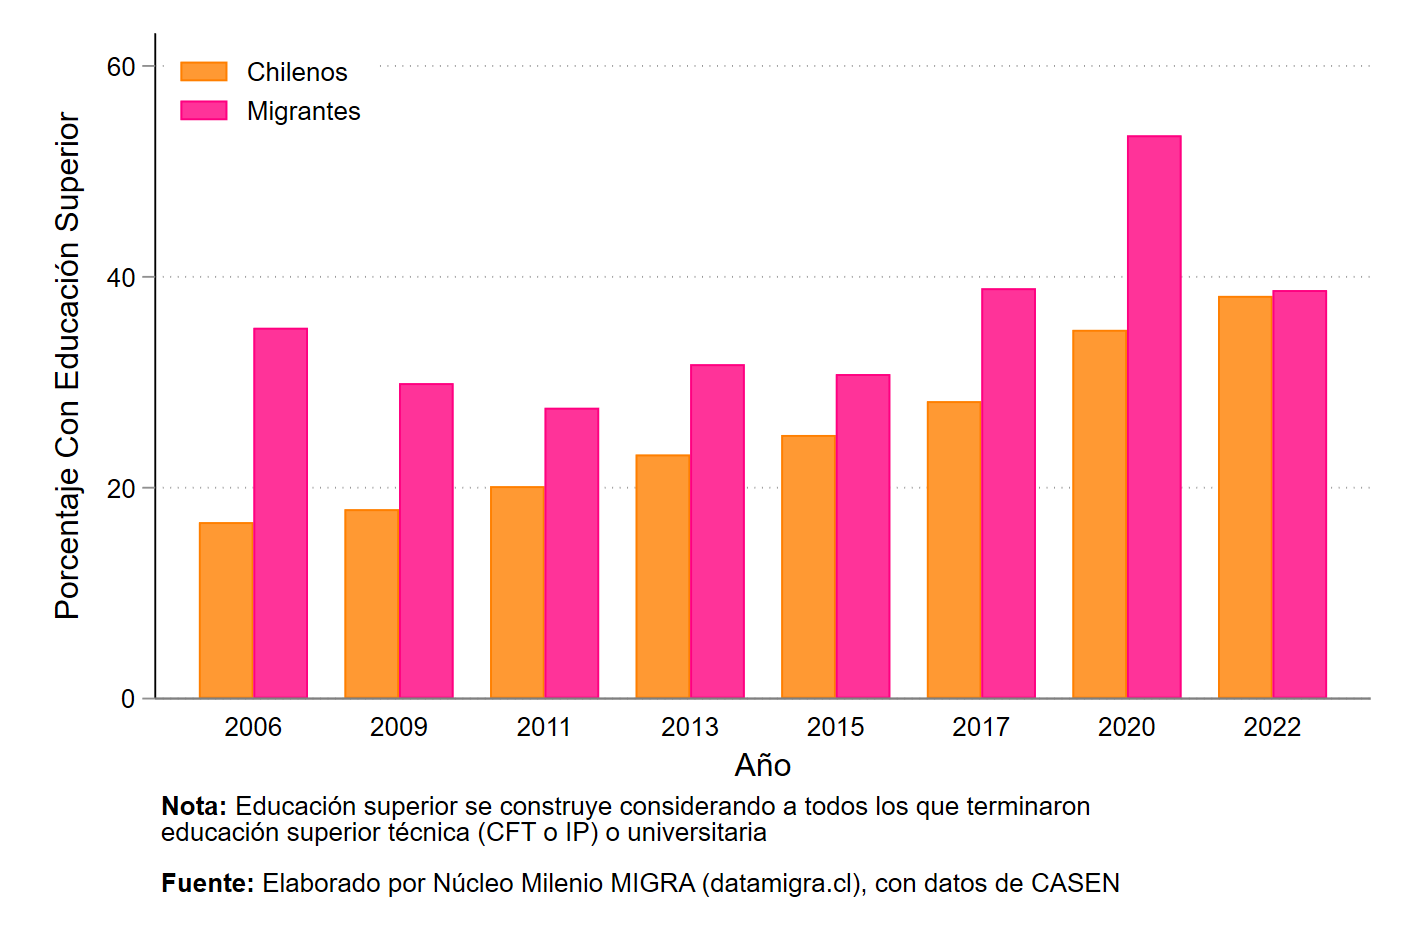 60
40
20
0
Porcentaje Con Educación Superior
Chilenos
Migrantes
2006 2009 2011 2013 2015 2017 2020 2022
Año
Nota: Educación superior se construye considerando a todos los que terminaron
educación superior técnica (CFT o IP) o universitaria
Fuente: Elaborado por Núcleo Milenio MIGRA (datamigra.cl), con datos de CASEN